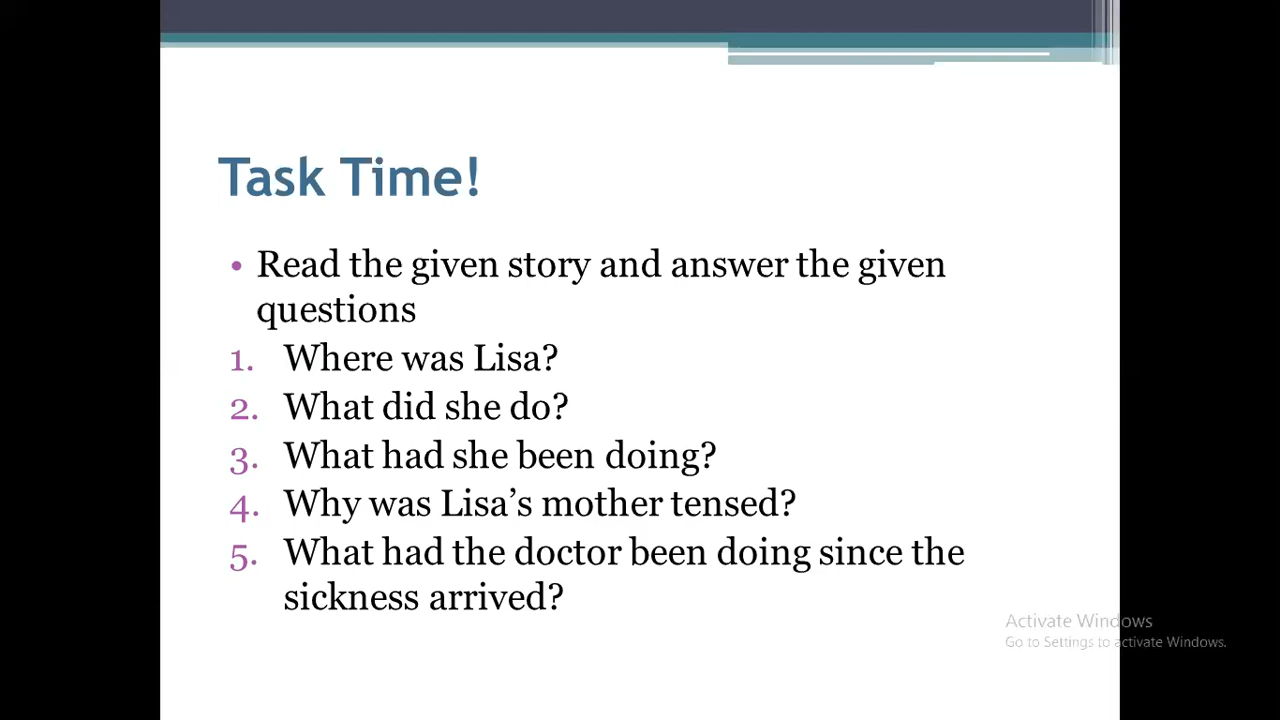 Task Time!
• Read the given story and answer the given
questions
1. Where was Lisa?
2. What did she do?
3. What had she been doing?
4. Why was Lisa’s mother tensed?
5. What had the doctor been doing since the
sickness arrived?
Activate Windows
Go to Settings to activate Windows.